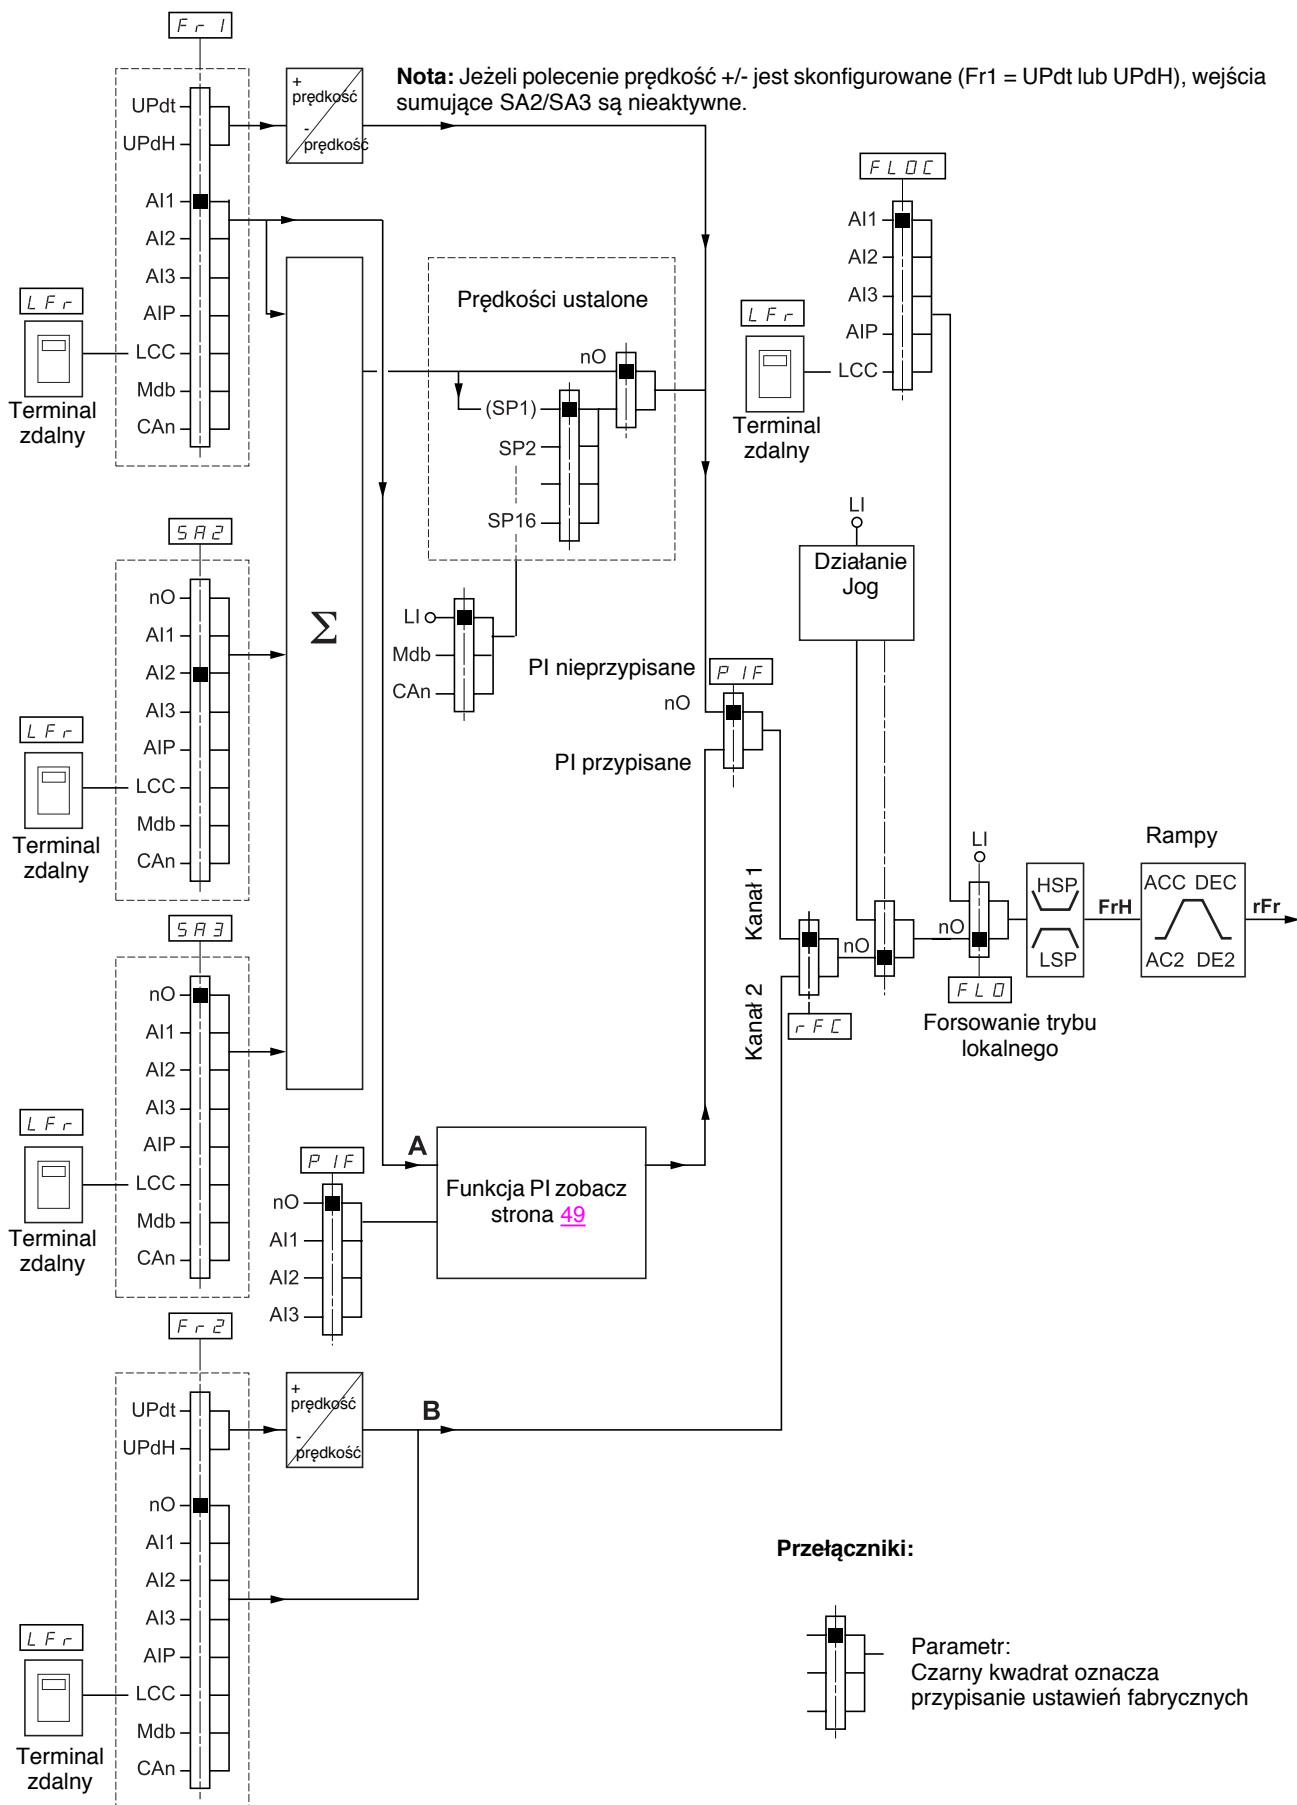 Fr1
Nota: Jeżeli polecenie prędkość +/- jest skonfigurowane (Fr1 = UPdt lub UPdH), wejścia
sumujące SA2/SA3 są nieaktywne.
UPdt
UPdH
+
prędkość
-
prędkość
AI1
AI2
AI3
AIP
LCC
Mdb
CAn
LFr
Terminal
zdalny
Prędkości ustalone
nO
(SP1)
SP2
SP16
LI
Mdb
CAn
FLOC
AI1
AI2
AI3
AIP
LCC
LFr
Terminal
zdalny
SA2
nO
AI1
AI2
AI3
AIP
LCC
Mdb
CAn
LFr
Terminal
zdalny
Σ
LI
Działanie
Jog
PI nieprzypisane
PIF
nO
PI przypisane
Kanał 1
Kanał 2
rFC
nO
nO
LI
FLO
Forsowanie trybu
lokalnego
HSP
LSP
FrH
Rampy
ACC DEC
AC2 DE2
rFr
SA3
nO
AI1
AI2
AI3
AIP
LCC
Mdb
CAn
LFr
Terminal
zdalny
A
PIF
nO
AI1
AI2
AI3
Funkcja PI zobacz
strona 49
Fr2
UPdt
UPdH
+
prędkość
-
prędkość
B
nO
AI1
AI2
AI3
AIP
LCC
Mdb
CAn
LFr
Terminal
zdalny
Przełączniki:
Parametr:
Czarny kwadrat oznacza
przypisanie ustawień fabrycznych